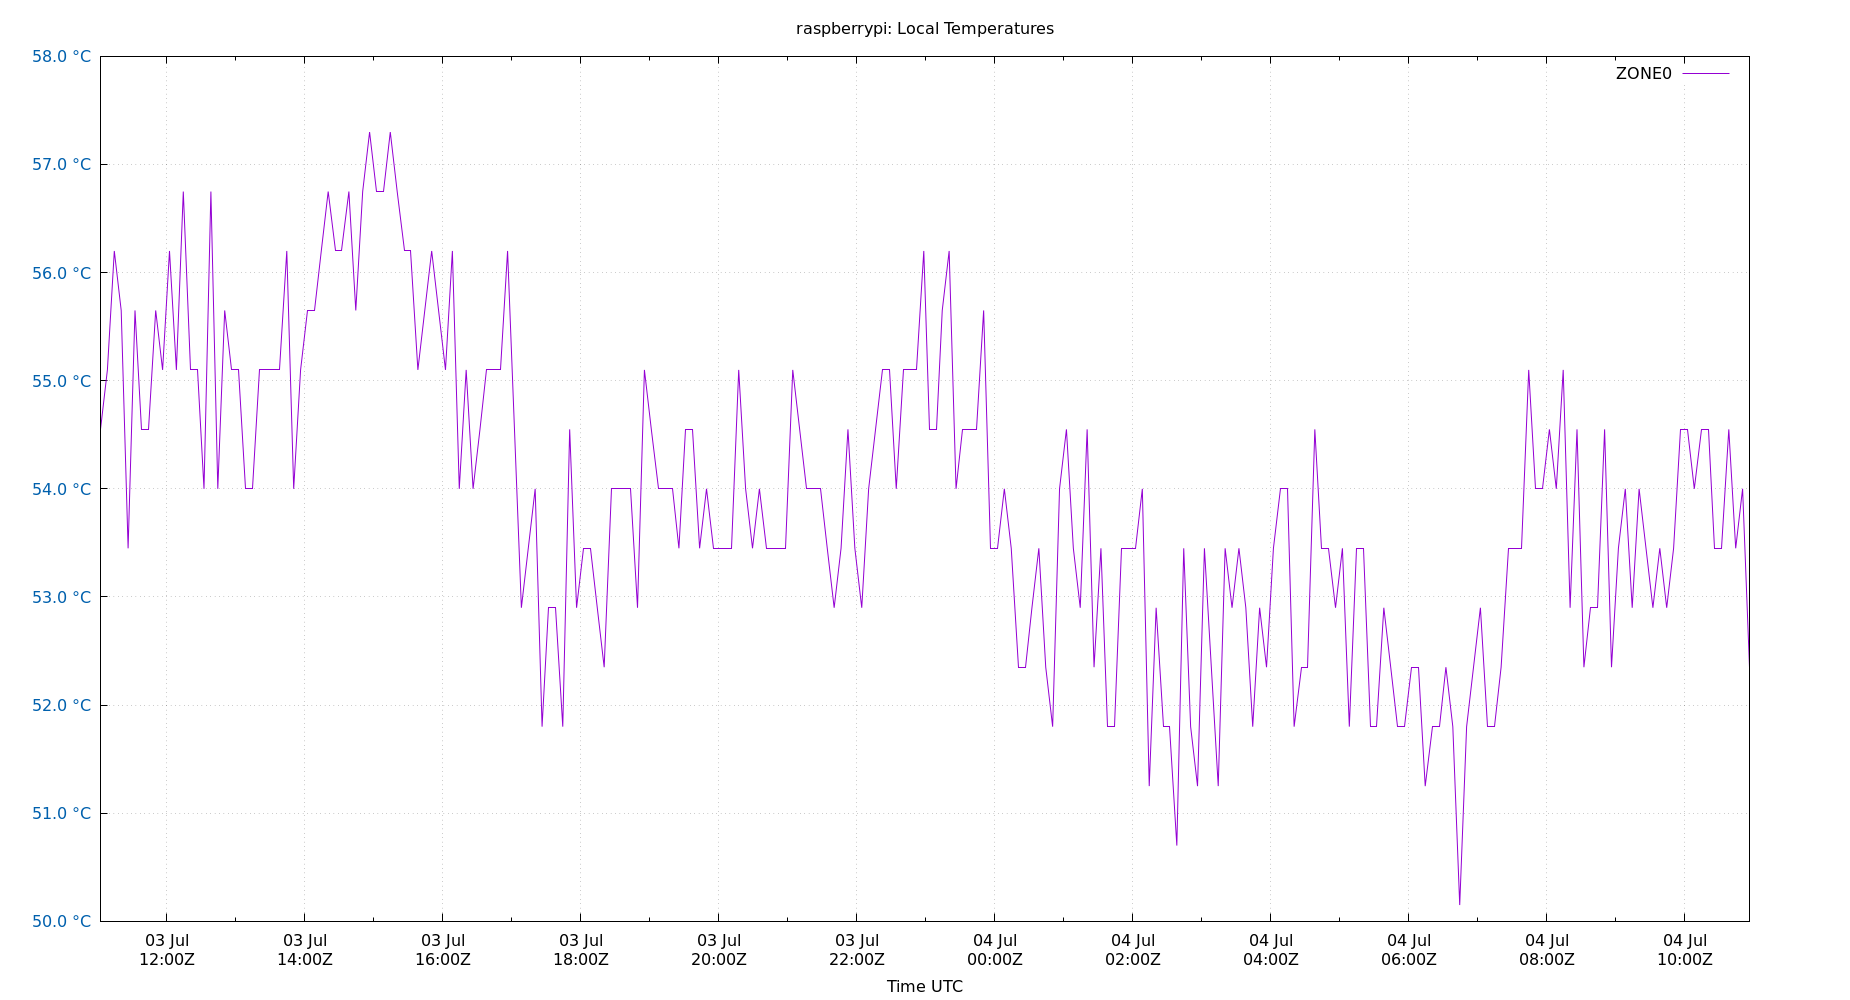 raspberrypi: Local Temperatures
58.0 °C
ZONE0
57.0 °C
56.0 °C
55.0 °C
54.0 °C
53.0 °C
52.0 °C
51.0 °C
50.0 °C
03 Jul 03 Jul 03 Jul 03 Jul 03 Jul 03 Jul 04 Jul 04 Jul 04 Jul 04 Jul 04 Jul 04 Jul
12:00Z 14:00Z 16:00Z 18:00Z 20:00Z 22:00Z 00:00Z 02:00Z 04:00Z 06:00Z 08:00Z 10:00Z
Time UTC